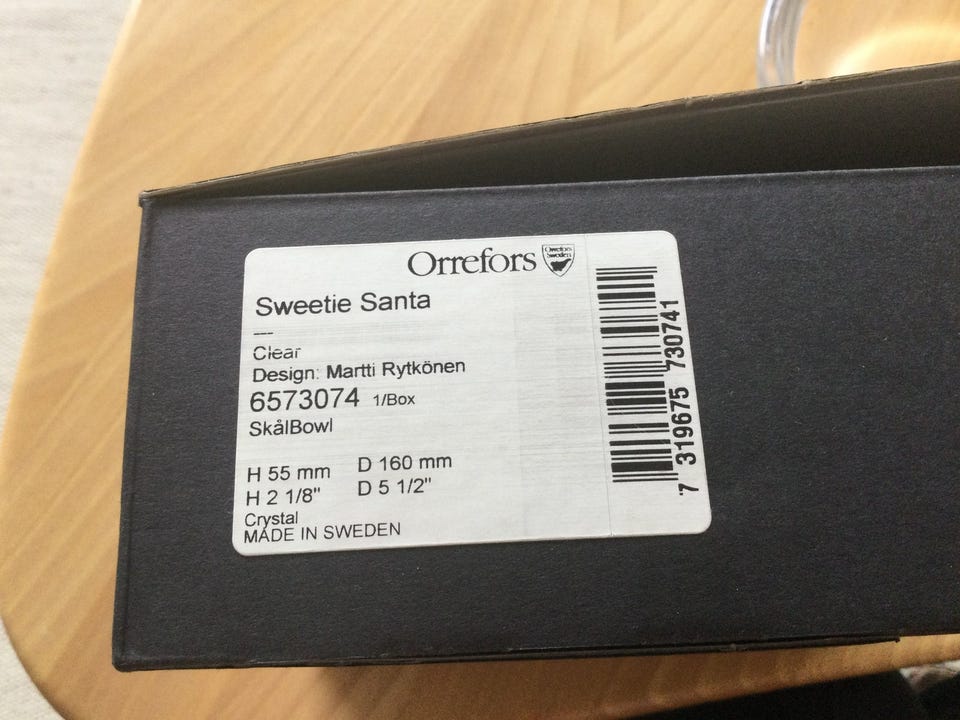 Orrefors
Orrefors
Sweden
Sweetie Santa
---
Clear
Design: Martti Rytkönen
6573074 1/Box
SkålBowl
H 55 mm D 160 mm
H 2 1/8" D 5 1/2"
Crystal
MADE IN SWEDEN
7 319675 730741